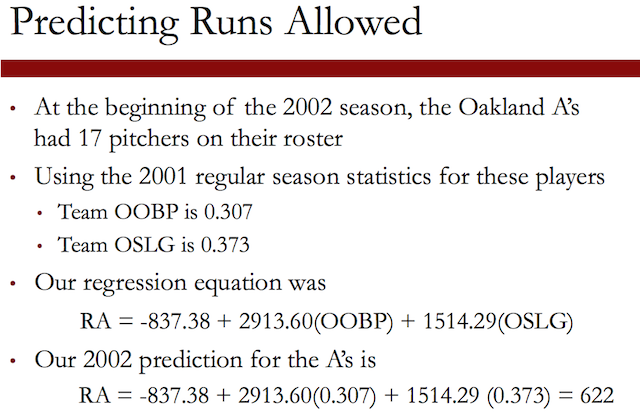 Predicting Runs Allowed
• At the beginning of the 2002 season, the Oakland A's
had 17 pitchers on their roster
• Using the 2001 regular season statistics for these players
• Team OOBP is 0.307
• Team OSLG is 0.373
• Our regression equation was
RA = -837.38 + 2913.60(OOBP) + 1514.29(OSLG)
• Our 2002 prediction for the A's is
RA = -837.38 + 2913.60(0.307) + 1514.29 (0.373) = 622